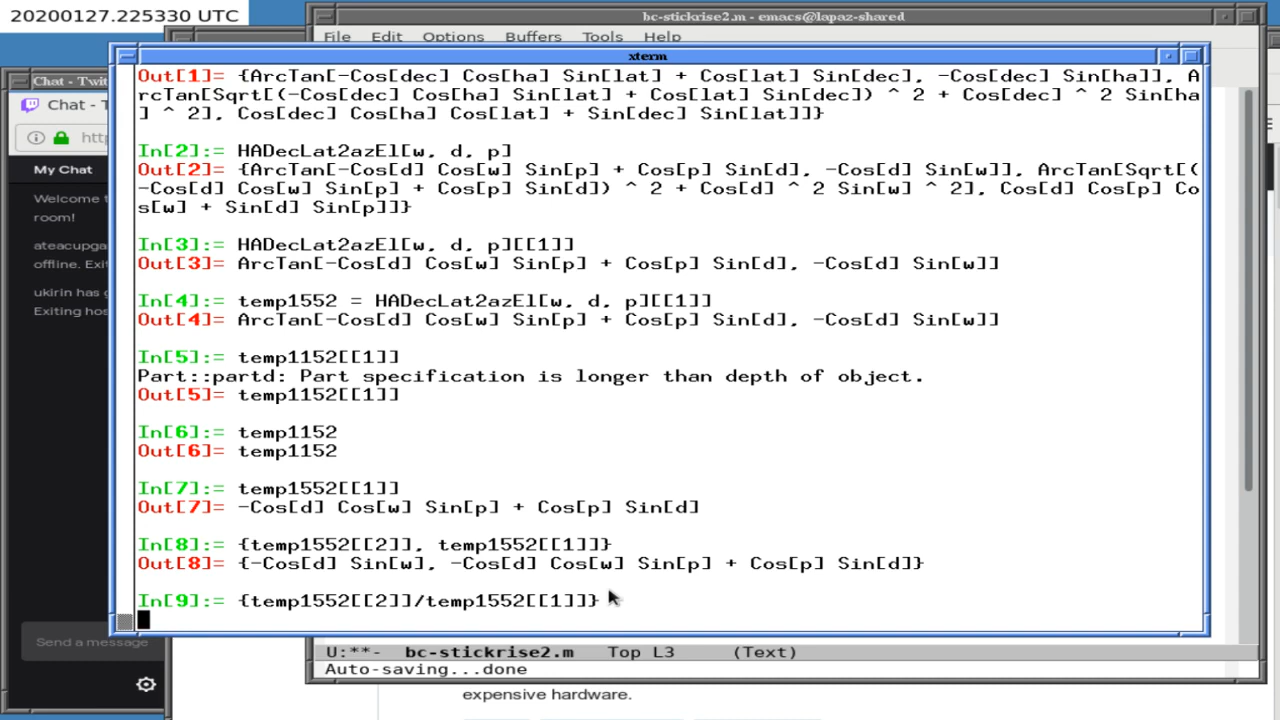 20200127.225330 UTC
bc-stickrise2.m - emacs@lapaz-shared
File Edit Options Buffers Tools Help
xterm
Chat - Twit
Chat - T
http
My Chat
Welcome t
room!
ateacupga
offline. Exi
ukirin has g
Exiting hos
Send a message
Out[1]= {ArcTan[-Cos[dec] Cos[ha] Sin[lat] + Cos[lat] Sin[dec], -Cos[dec] Sin[ha]], A
rcTan[Sqrt[(-Cos[dec] Cos[ha] Sin[lat] + Cos[lat] Sin[dec]) ^ 2 + Cos[dec] ^ 2 Sin[ha
] ^ 2], Cos[dec] Cos[ha] Cos[lat] + Sin[dec] Sin[lat]]}
In[2]:= HADecLat2azEl[w, d, p]
Out[2]= {ArcTan[-Cos[d] Cos[w] Sin[p] + Cos[p] Sin[d], -Cos[d] Sin[w]], ArcTan[Sqrt[(
-Cos[d] Cos[w] Sin[p] + Cos[p] Sin[d]) ^ 2 + Cos[d] ^ 2 Sin[w] ^ 2], Cos[d] Cos[p] Co
s[w] + Sin[d] Sin[p]]}
In[3]:= HADecLat2azEl[w, d, p][[1]]
Out[3]= ArcTan[-Cos[d] Cos[w] Sin[p] + Cos[p] Sin[d], -Cos[d] Sin[w]]
In[4]:= temp1552 = HADecLat2azEl[w, d, p][[1]]
Out[4]= ArcTan[-Cos[d] Cos[w] Sin[p] + Cos[p] Sin[d], -Cos[d] Sin[w]]
In[5]:= temp1152[[1]]
Part::partd: Part specification is longer than depth of object.
Out[5]= temp1152[[1]]
In[6]:= temp1152
Out[6]= temp1152
In[7]:= temp1552[[1]]
Out[7]= -Cos[d] Cos[w] Sin[p] + Cos[p] Sin[d]
In[8]:= {temp1552[[2]], temp1552[[1]]}
Out[8]= {-Cos[d] Sin[w], -Cos[d] Cos[w] Sin[p] + Cos[p] Sin[d]}
In[9]:= {temp1552[[2]]/temp1552[[1]]}
U:**- bc-stickrise2.m Top L3 (Text)
Auto-saving...done
expensive hardware.